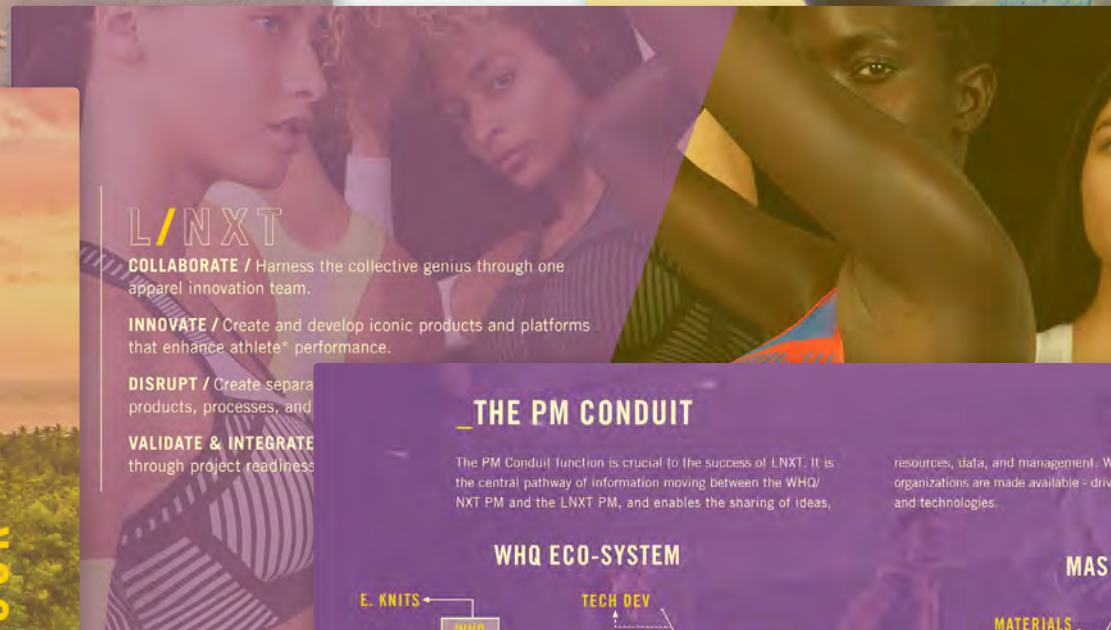 L/NXT
COLLABORATE / Harness the collective genius through one
apparel innovation team.
INNOVATE / Create and develop iconic products and platforms
that enhance athlete* performance.
DISRUPT / Create separa
products, processes, and
VALIDATE & INTEGRATE
through project readiness
_THE PM CONDUIT
The PM Conduit function is crucial to the success of LNXT. It is
the central pathway of information moving between the WHQ/
NXT PM and the LNXT PM, and enables the sharing of ideas,
resources, data, and management. W
organizations are made available - driv
and technologies.
WHQ ECO-SYSTEM
MAS
E. KNITS
TECH DEV
MATERIALS